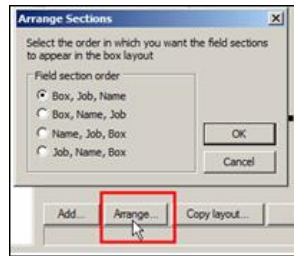 Arrange Sections
Select the order in which you want the field sections
to appear in the box layout
Field section order
Box, Job, Name
Box, Name, Job
Name, Job, Box
Job, Name, Box
OK
Cancel
Add... Arrange... Copy layout...